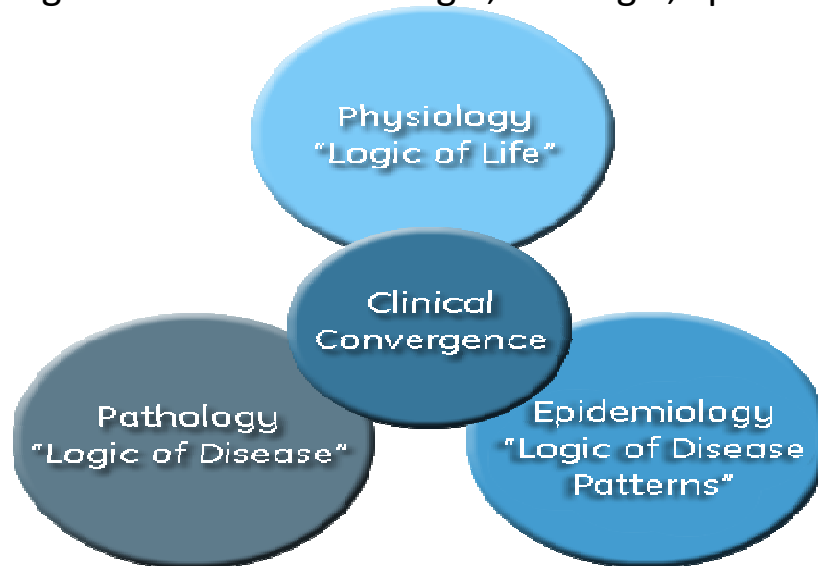 Physiology
"Logic of Life"
Clinical
Convergence
Pathology
"Logic of Disease"
Epidemiology
"Logic of Disease
Patterns"